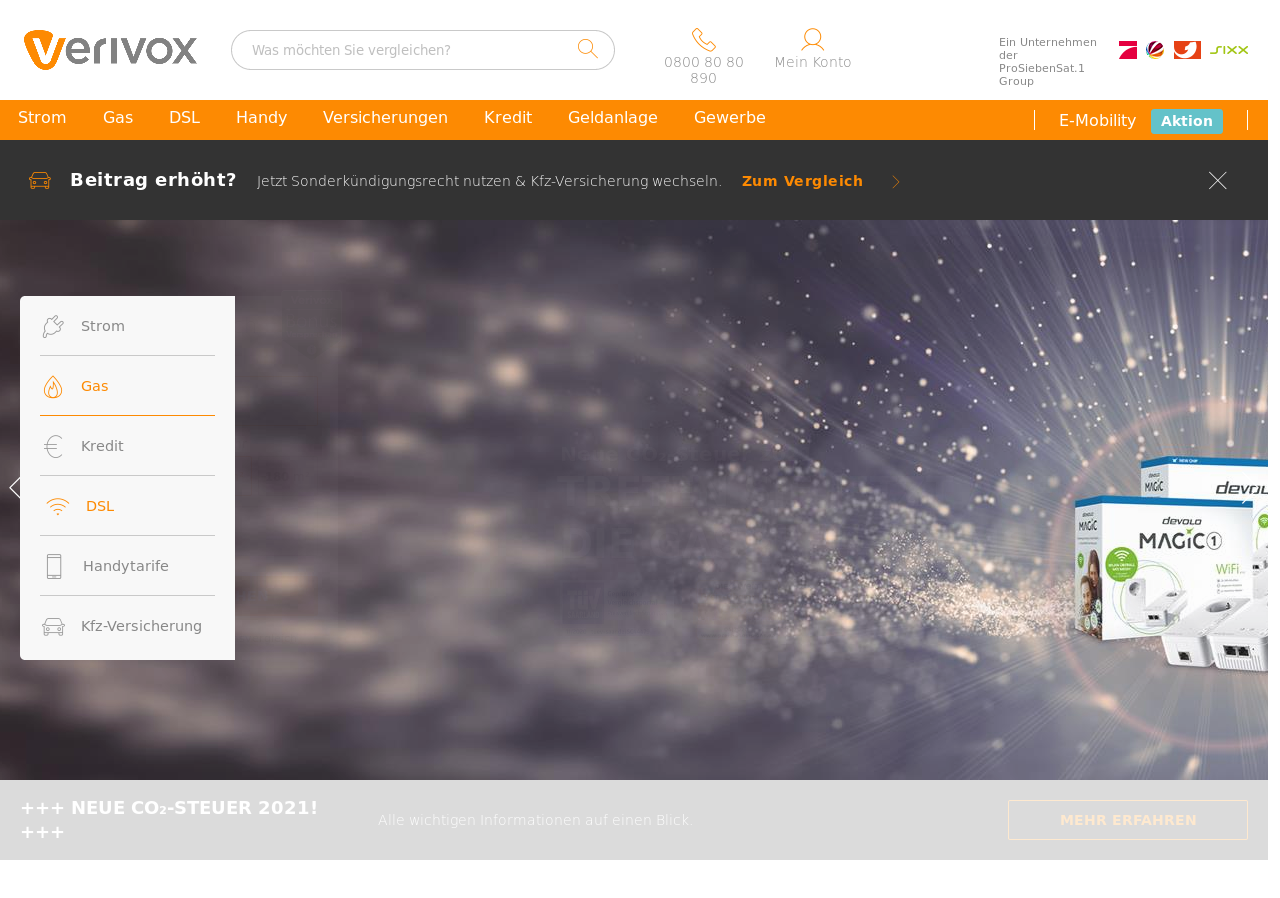 verivox
Was möchten Sie vergleichen?
0800 80 80
890
Mein Konto
Ein Unternehmen
der
ProSiebenSat.1
Group
sixx
Strom
Gas
DSL
Handy
Versicherungen
Kredit
Geldanlage
Gewerbe
E-Mobility
Aktion
Beitrag erhöht?
Jetzt Sonderkündigungsrecht nutzen & Kfz-Versicherung wechseln.
Zum Vergleich
Strom
Gas
Kredit
DSL
Handytarife
Kfz-Versicherung
devolo
MAGIC 1
WiFi
+++ NEUE CO₂-STEUER 2021!
+++
Alle wichtigen Informationen auf einen Blick.
MEHR ERFAHREN